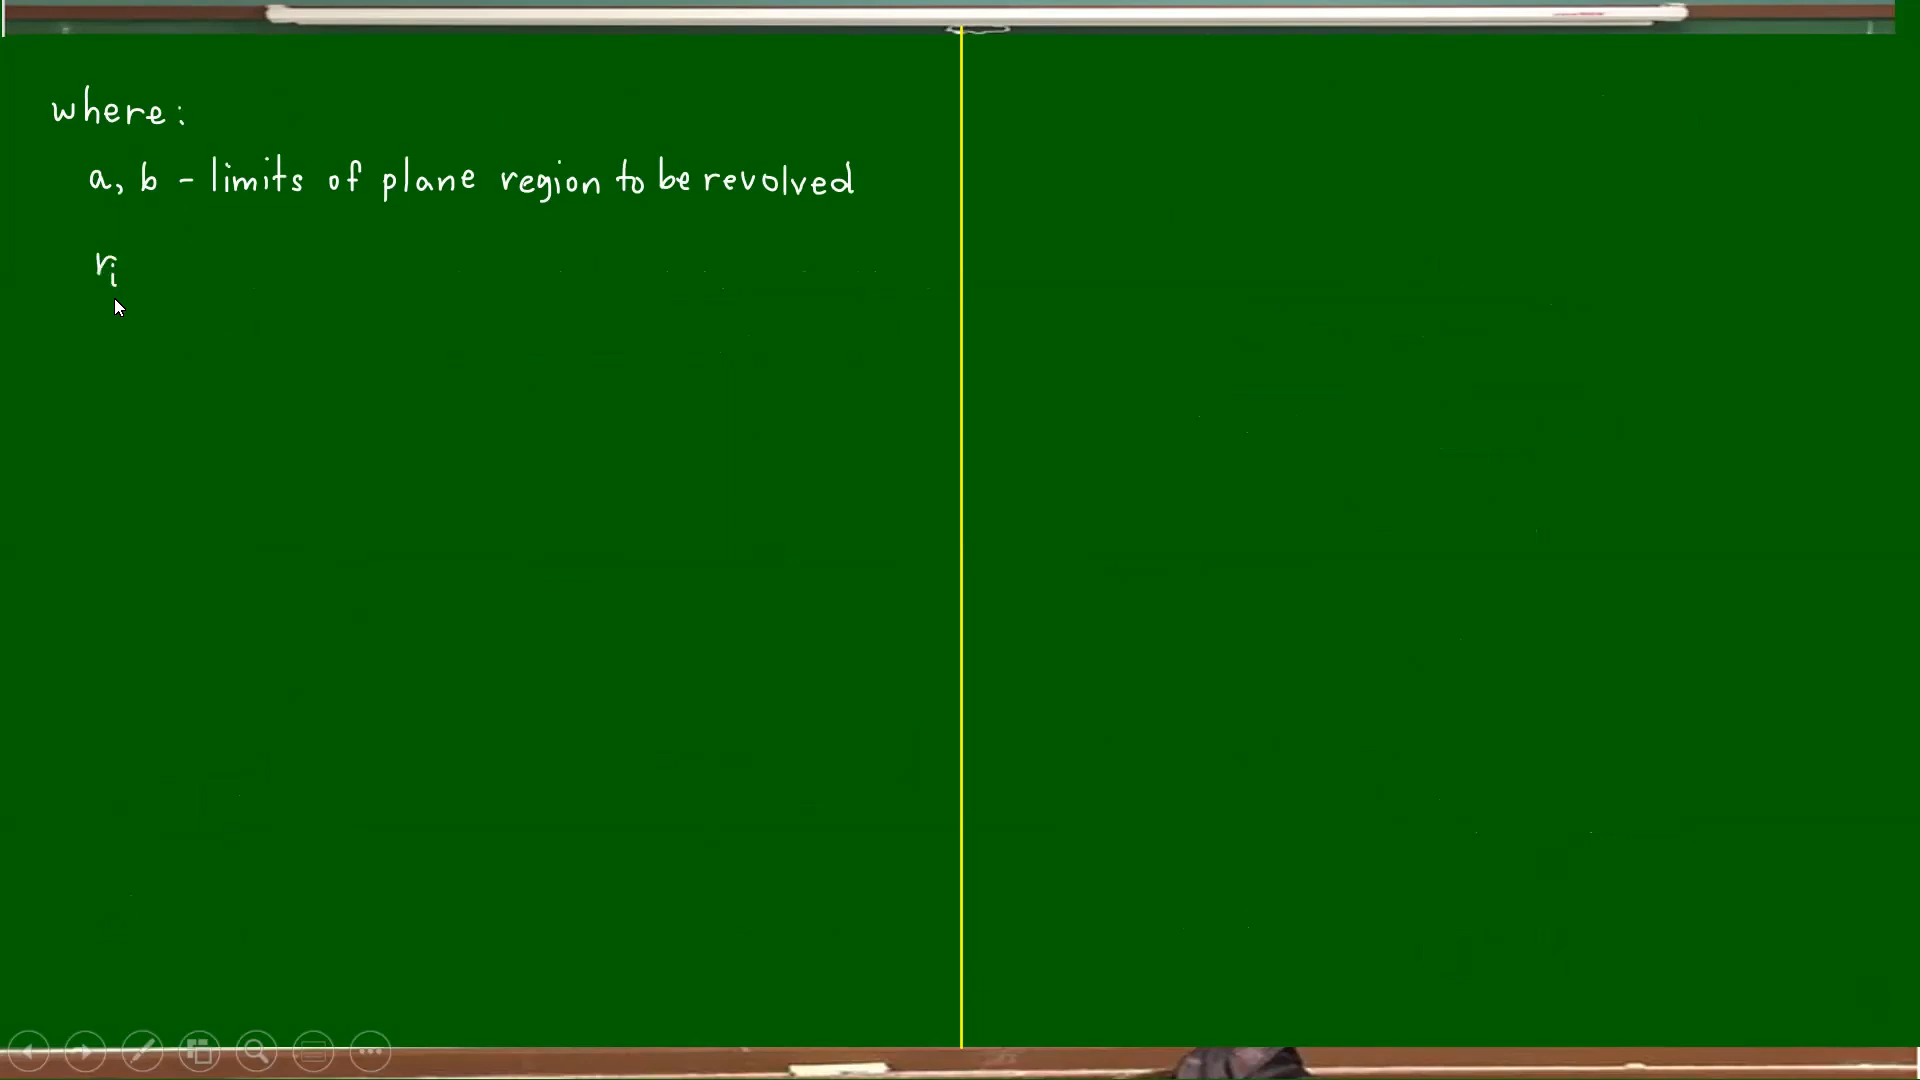 where:
a, b - limits of plane region to be revolved
ri